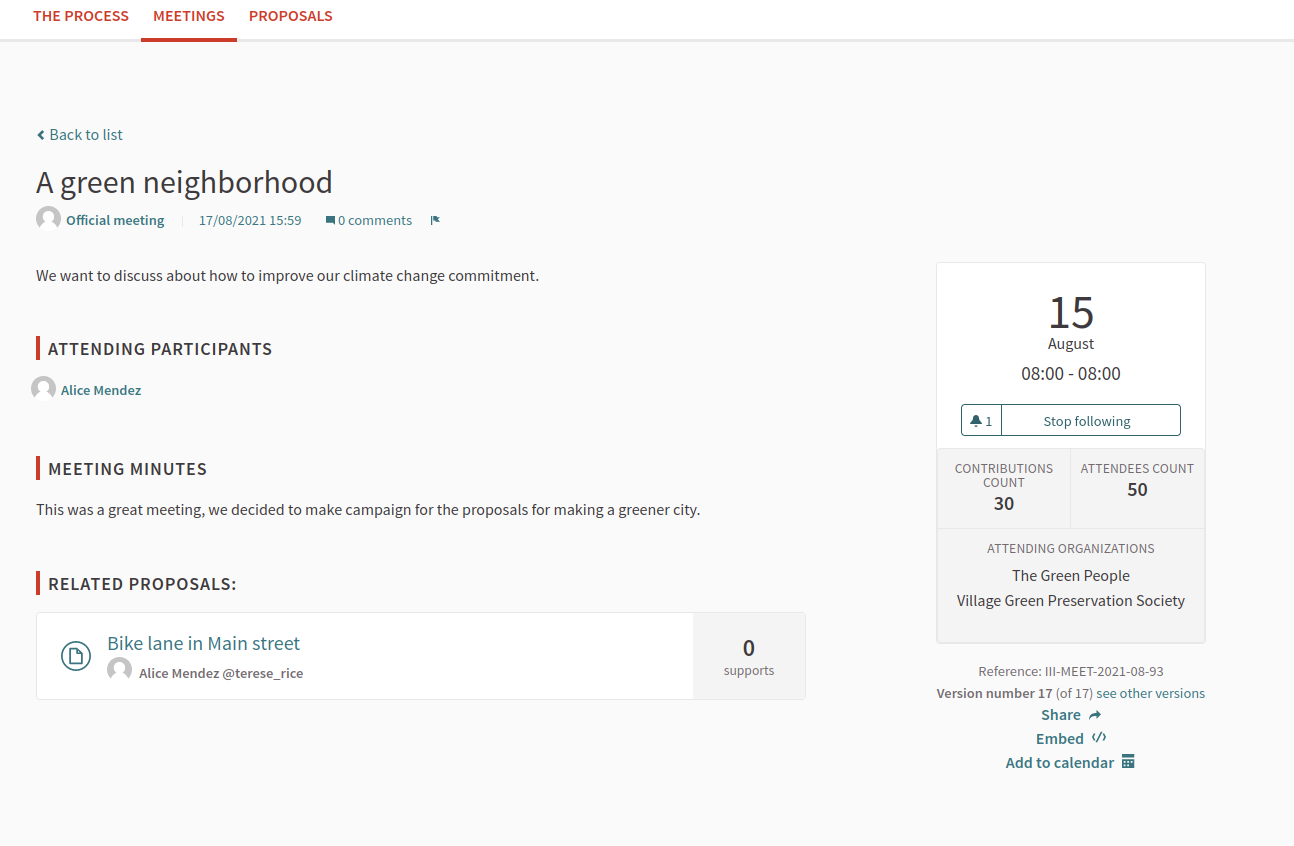 THE PROCESS MEETINGS PROPOSALS
Back to list
A green neighborhood
Official meeting 17/08/2021 15:59 0 comments
We want to discuss about how to improve our climate change commitment.
ATTENDING PARTICIPANTS
Alice Mendez
MEETING MINUTES
This was a great meeting, we decided to make campaign for the proposals for making a greener city.
RELATED PROPOSALS:
Bike lane in Main street
Alice Mendez @terese_rice
0
supports
15
August
08:00 - 08:00
1 Stop following
CONTRIBUTIONS
COUNT
30
ATTENDEES COUNT
50
ATTENDING ORGANIZATIONS
The Green People
Village Green Preservation Society
Reference: III-MEET-2021-08-93
Version number 17 (of 17) see other versions
Share
Embed
Add to calendar